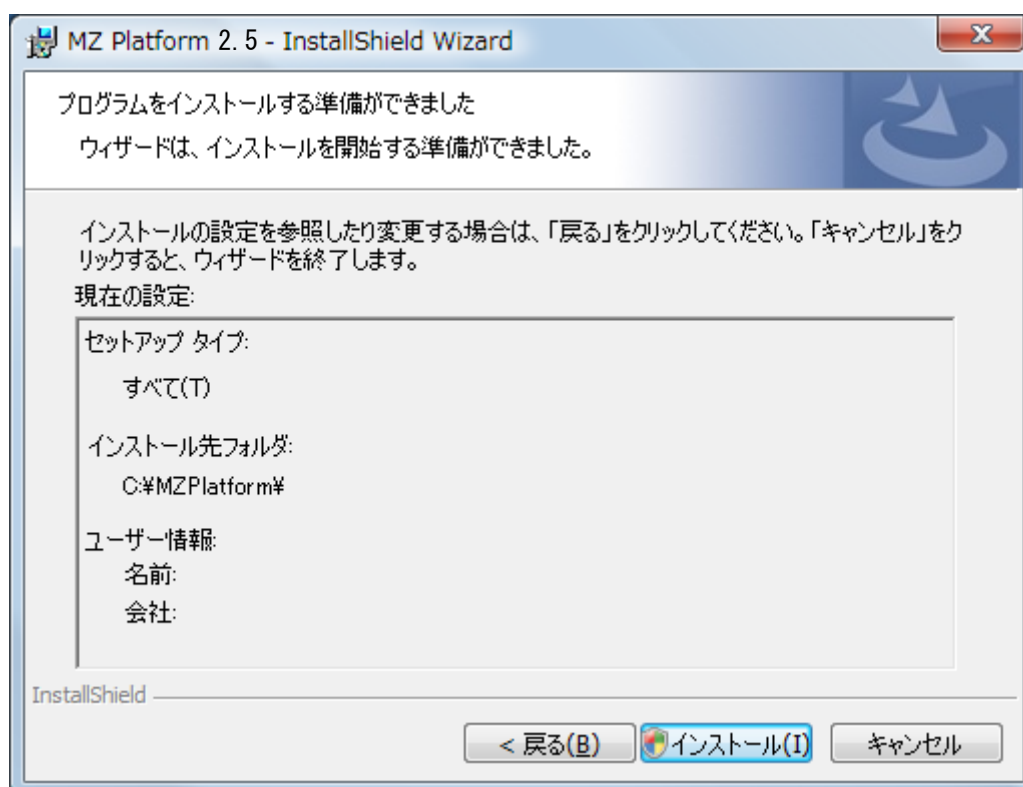 MZ Platform 2.5 - InstallShield Wizard
プログラムをインストールする準備ができました
ウィザードは、インストールを開始する準備ができました。
インストールの設定を参照したり変更する場合は、「戻る」をクリックしてください。「キャンセル」をク
リックすると、ウィザードを終了します。
現在の設定:
セットアップ タイプ:
すべて(T)
インストール先フォルダ:
C:¥MZPlatform¥
ユーザー情報:
名前:
会社:
InstallShield
< 戻る(B) インストール(I) キャンセル